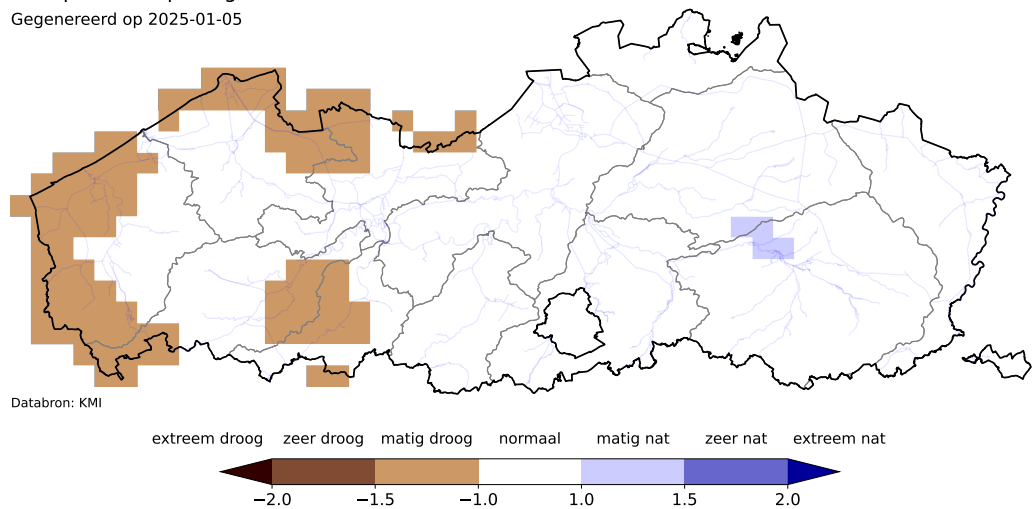 Gegenereerd op 2025-01-05
Databron: KMI
extreem droog zeer droog matig droog normaal matig nat zeer nat extreem nat
−2.0 −1.5 −1.0 1.0 1.5 2.0